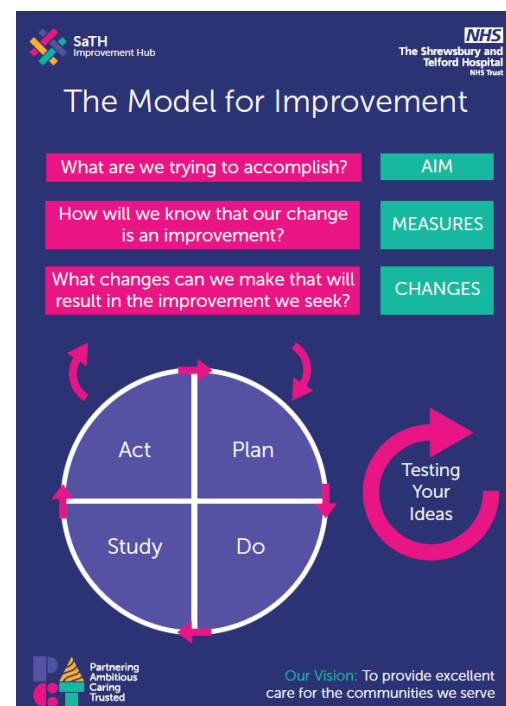 SaTH
Improvement Hub
NHS
The Shrewsbury and
Telford Hospital
NHS Trust
The Model for Improvement
What are we trying to accomplish?
AIM
How will we know that our change
is an improvement?
MEASURES
What changes can we make that will
result in the improvement we seek?
CHANGES
Act
Plan
Study
Do
Testing
Your
Ideas
PACT
Partnering
Ambitious
Caring
Trusted
Our Vision: To provide excellent
care for the communities we serve